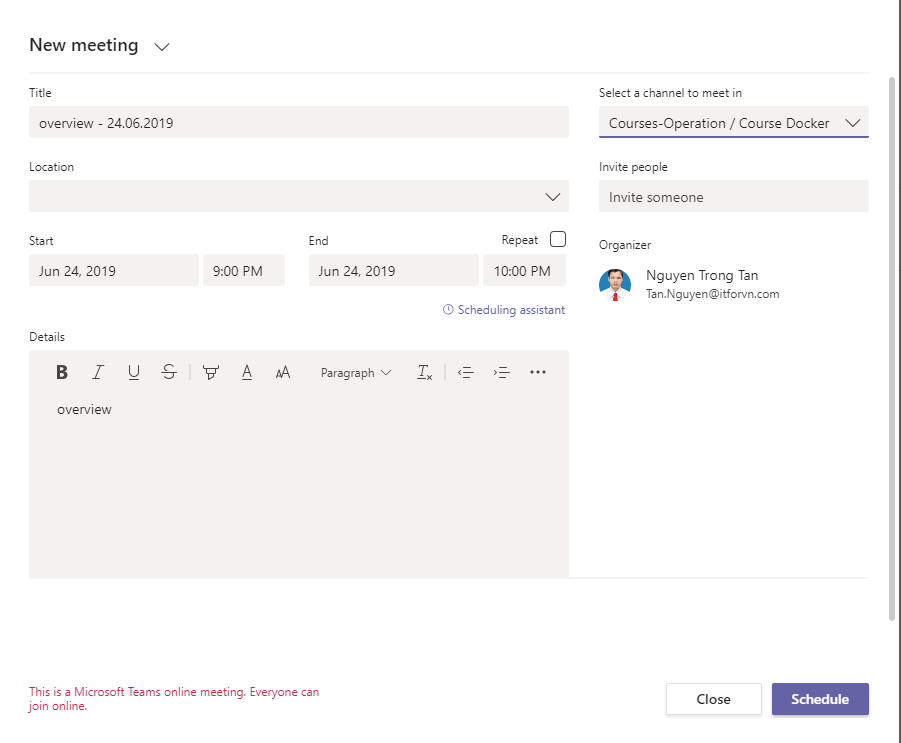 New meeting
Title
Select a channel to meet in
overview - 24.06.2019
Courses-Operation / Course Docker
Location
Invite people
Invite someone
Start
End
Repeat
Organizer
Jun 24, 2019
9:00 PM
Jun 24, 2019
10:00 PM
Nguyen Trong Tan
Tan.Nguyen@itforvn.com
Scheduling assistant
Details
B I U S A AA Paragraph Tx
overview
This is a Microsoft Teams online meeting. Everyone can
join online.
Close
Schedule